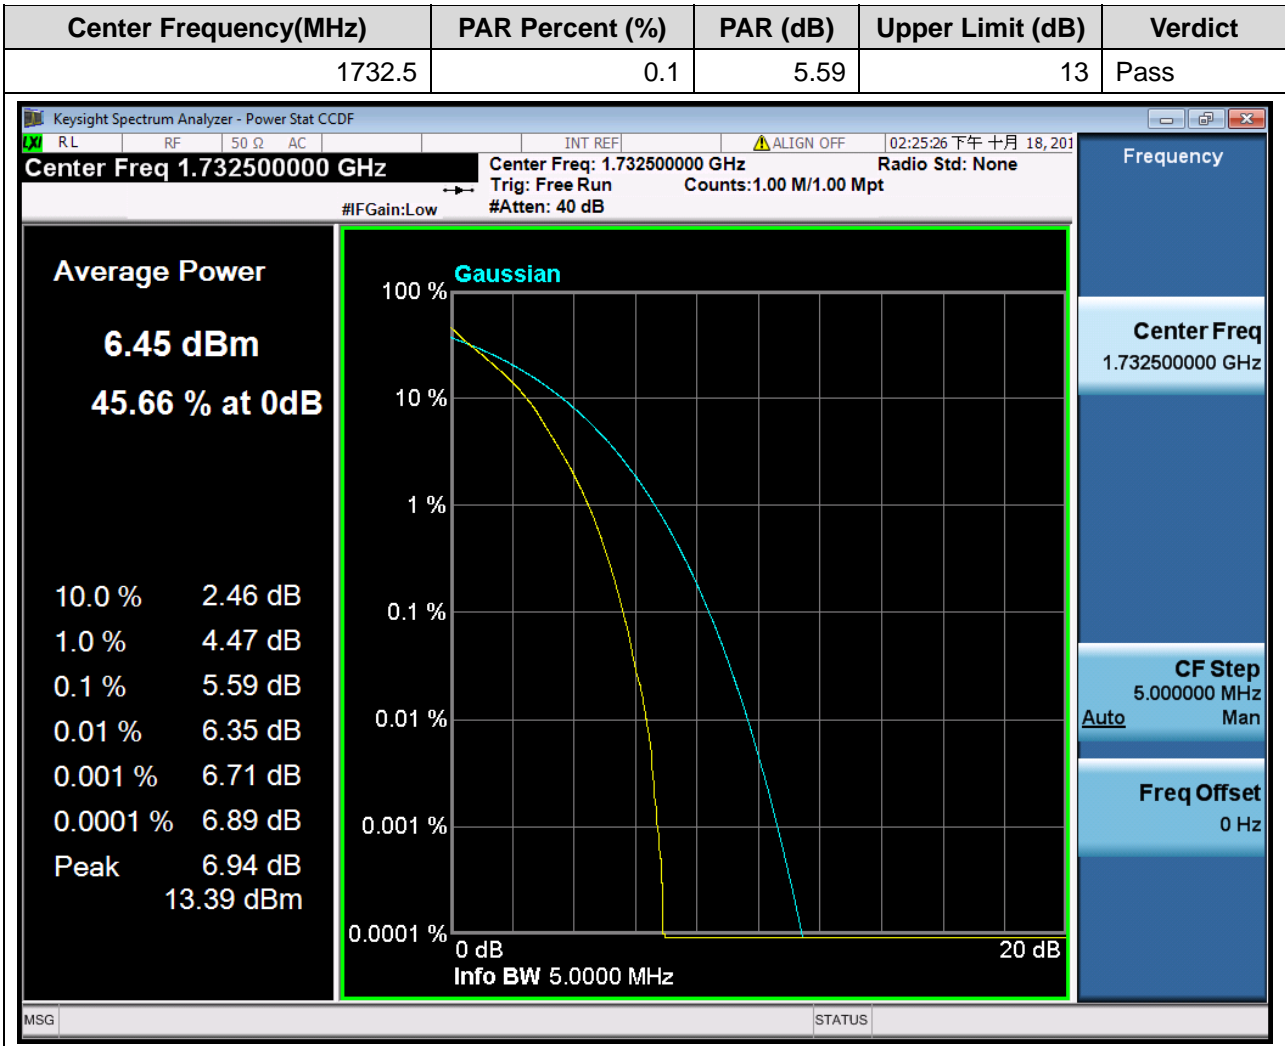 Center Frequency(MHz) PAR Percent (%) PAR (dB) Upper Limit (dB) Verdict
1732.5 0.1 5.59 13 Pass
Keysight Spectrum Analyzer - Power Stat CCDF
LXI RL RF 50 Ω AC INT REF ALIGN OFF 02:25:26 下午 十月 18, 201
Center Freq 1.732500000 GHz
Center Freq: 1.732500000 GHz Radio Std: None
Trig: Free Run Counts:1.00 M/1.00 Mpt
#IFGain:Low #Atten: 40 dB
Average Power
6.45 dBm
45.66 % at 0dB
10.0 % 2.46 dB
1.0 % 4.47 dB
0.1 % 5.59 dB
0.01 % 6.35 dB
0.001 % 6.71 dB
0.0001 % 6.89 dB
Peak 6.94 dB
13.39 dBm
Gaussian
100 %
10 %
1 %
0.1 %
0.01 %
0.001 %
0.0001 %
0 dB 20 dB
Info BW 5.0000 MHz
Frequency
Center Freq
1.732500000 GHz
CF Step
5.000000 MHz
Auto Man
Freq Offset
0 Hz
MSG STATUS